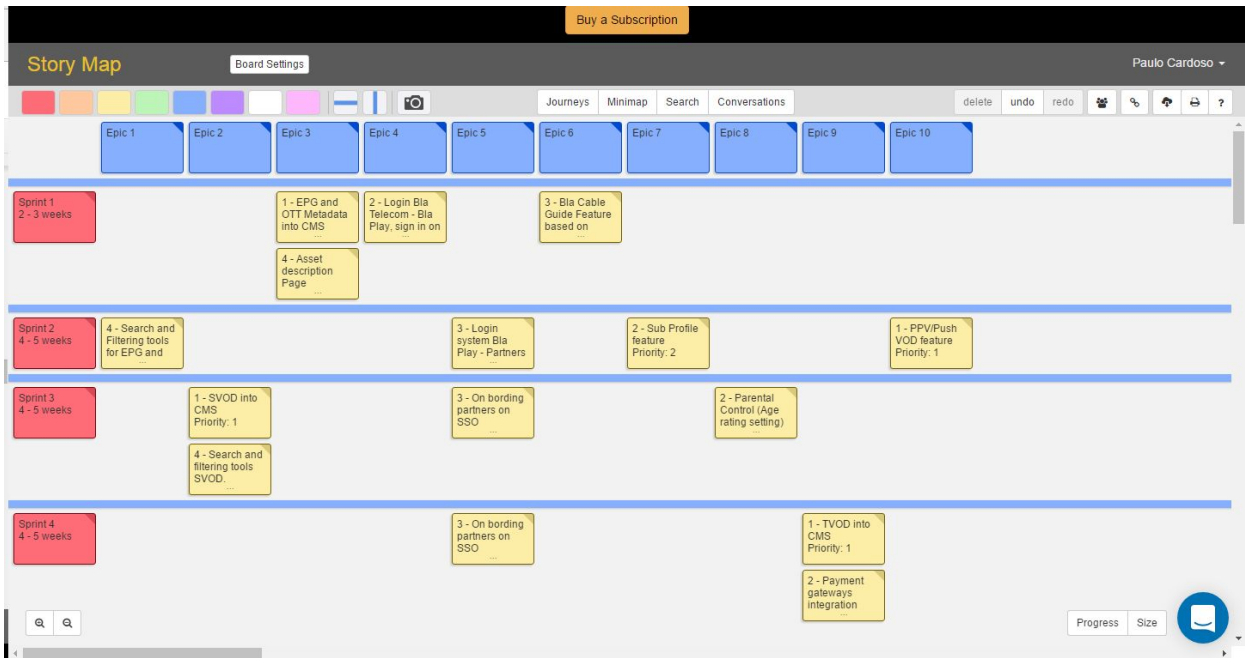 Buy a Subscription
Story Map
Board Settings
Paulo Cardoso
Journeys Minimap Search Conversations
delete undo redo ?
Epic 1 Epic 2 Epic 3 Epic 4 Epic 5 Epic 6 Epic 7 Epic 8 Epic 9 Epic 10
Sprint 1
2 - 3 weeks
1 - EPG and
OTT Metadata
into CMS
...
2 - Login Bla
Telecom - Bla
Play, sign in on
...
3 - Bla Cable
Guide Feature
based on
...
4 - Asset
description
Page
...
Sprint 2
4 - 5 weeks
4 - Search and
Filtering tools
for EPG and
...
3 - Login
system Bla
Play - Partners
...
2 - Sub Profile
feature
Priority: 2
1 - PPV/Push
VOD feature
Priority: 1
Sprint 3
4 - 5 weeks
1 - SVOD into
CMS
Priority: 1
3 - On bording
partners on
SSO
...
2 - Parental
Control (Age
rating setting)
...
4 - Search and
filtering tools
SVOD.
...
Sprint 4
4 - 5 weeks
3 - On bording
partners on
SSO
...
1 - TVOD into
CMS
Priority: 1
2 - Payment
gateways
integration
...
Progress Size